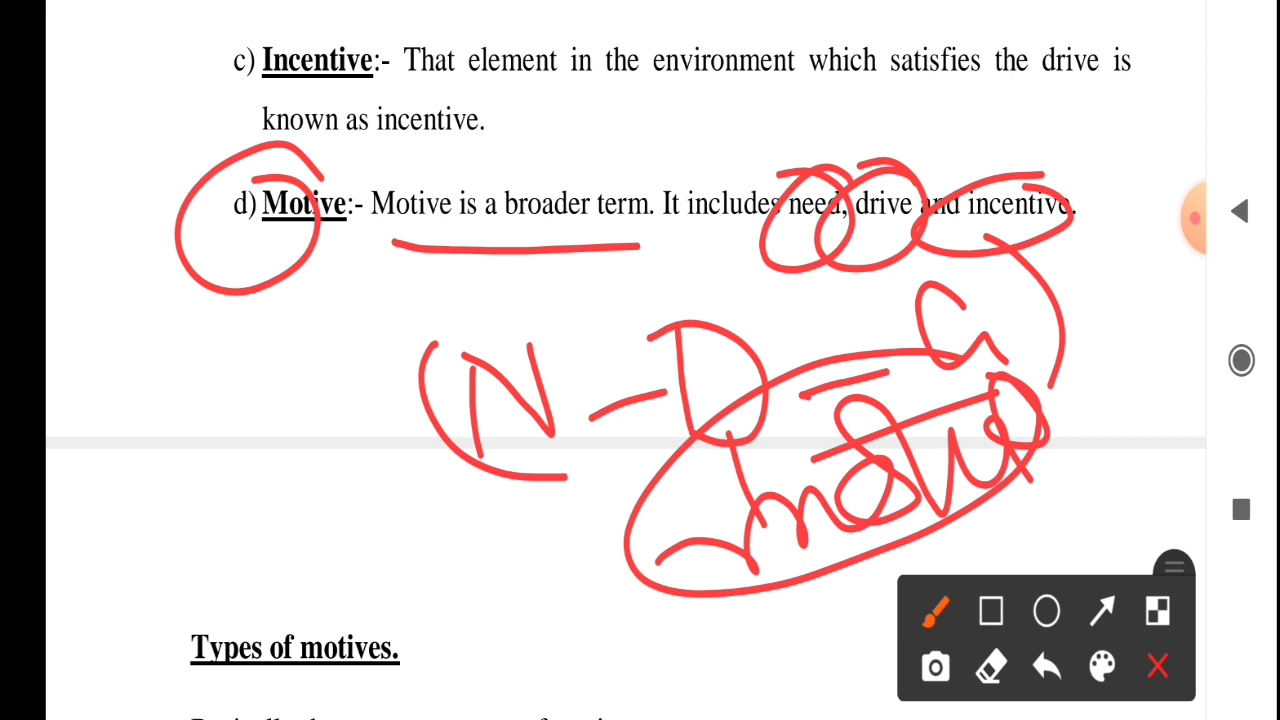 c) Incentive:- That element in the environment which satisfies the drive is
known as incentive.
d) Motive:- Motive is a broader term. It includes need, drive and incentive.
N - D
motive
Types of motives.